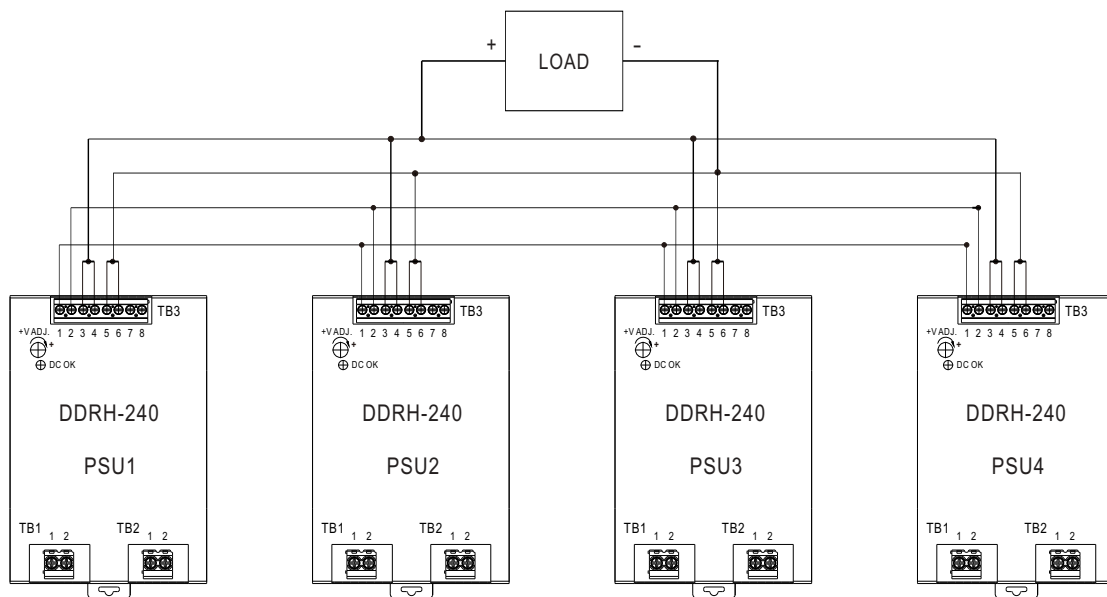 + LOAD -
TB3 TB3 TB3 TB3
1 2 3 4 5 6 7 8 1 2 3 4 5 6 7 8 1 2 3 4 5 6 7 8 1 2 3 4 5 6 7 8
+V ADJ. +V ADJ. +V ADJ. +V ADJ.
+ + + +
DC OK DC OK DC OK DC OK
DDRH-240 DDRH-240 DDRH-240 DDRH-240
PSU1 PSU2 PSU3 PSU4
TB1 1 2 TB2 1 2 TB1 1 2 TB2 1 2 TB1 1 2 TB2 1 2 TB1 1 2 TB2 1 2